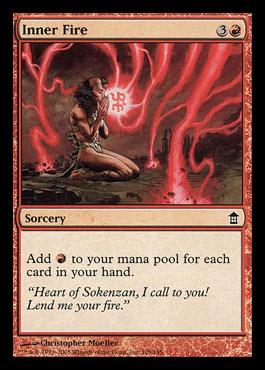 Inner Fire 3
Sorcery
Add to your mana pool for each
card in your hand.
“Heart of Sokenzan, I call to you!
Lend me your fire.”
Christopher Moeller